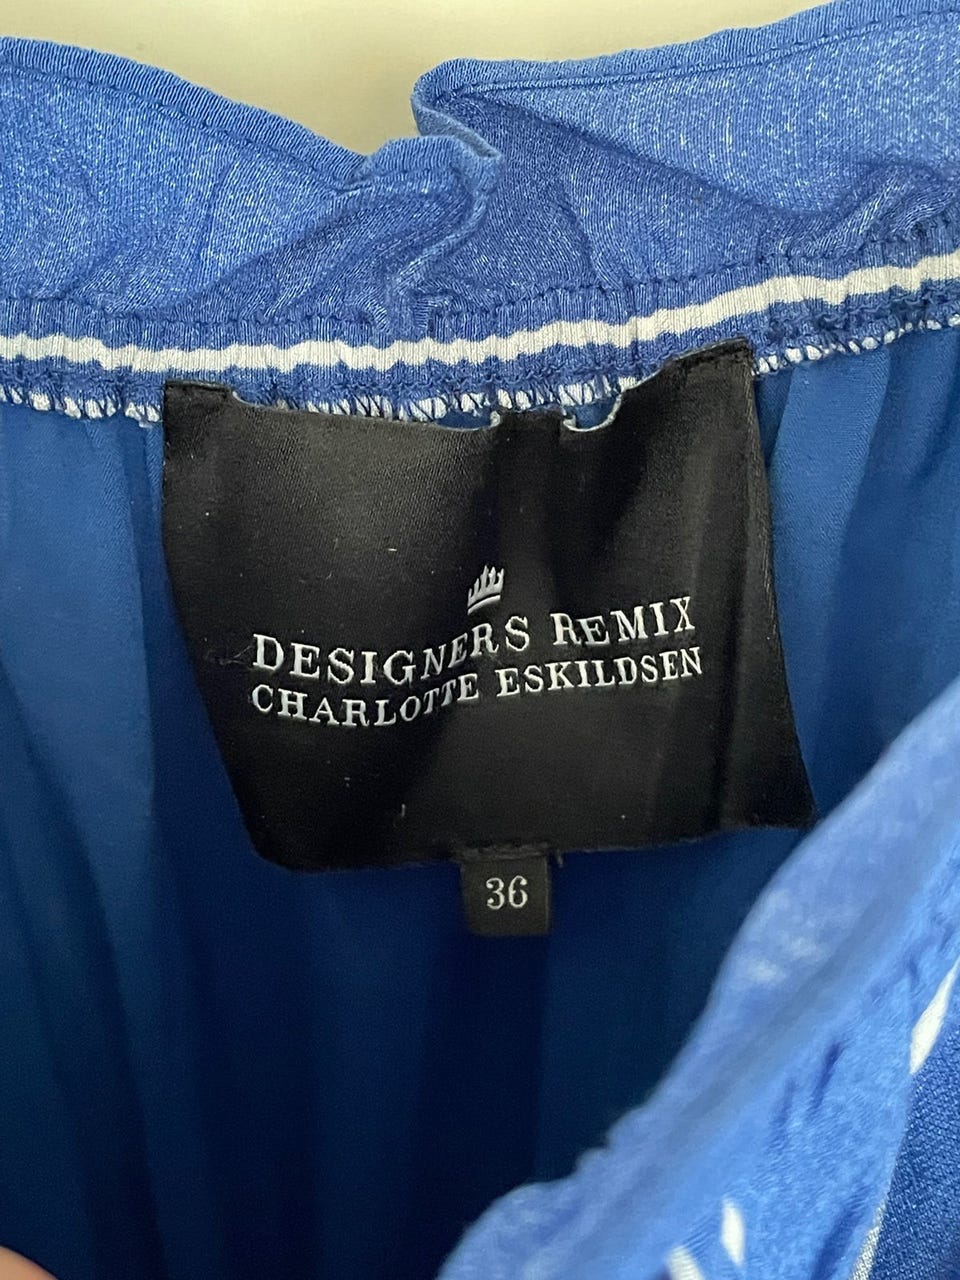 DESIGNERS REMIX
CHARLOTTE ESKILDSEN
36